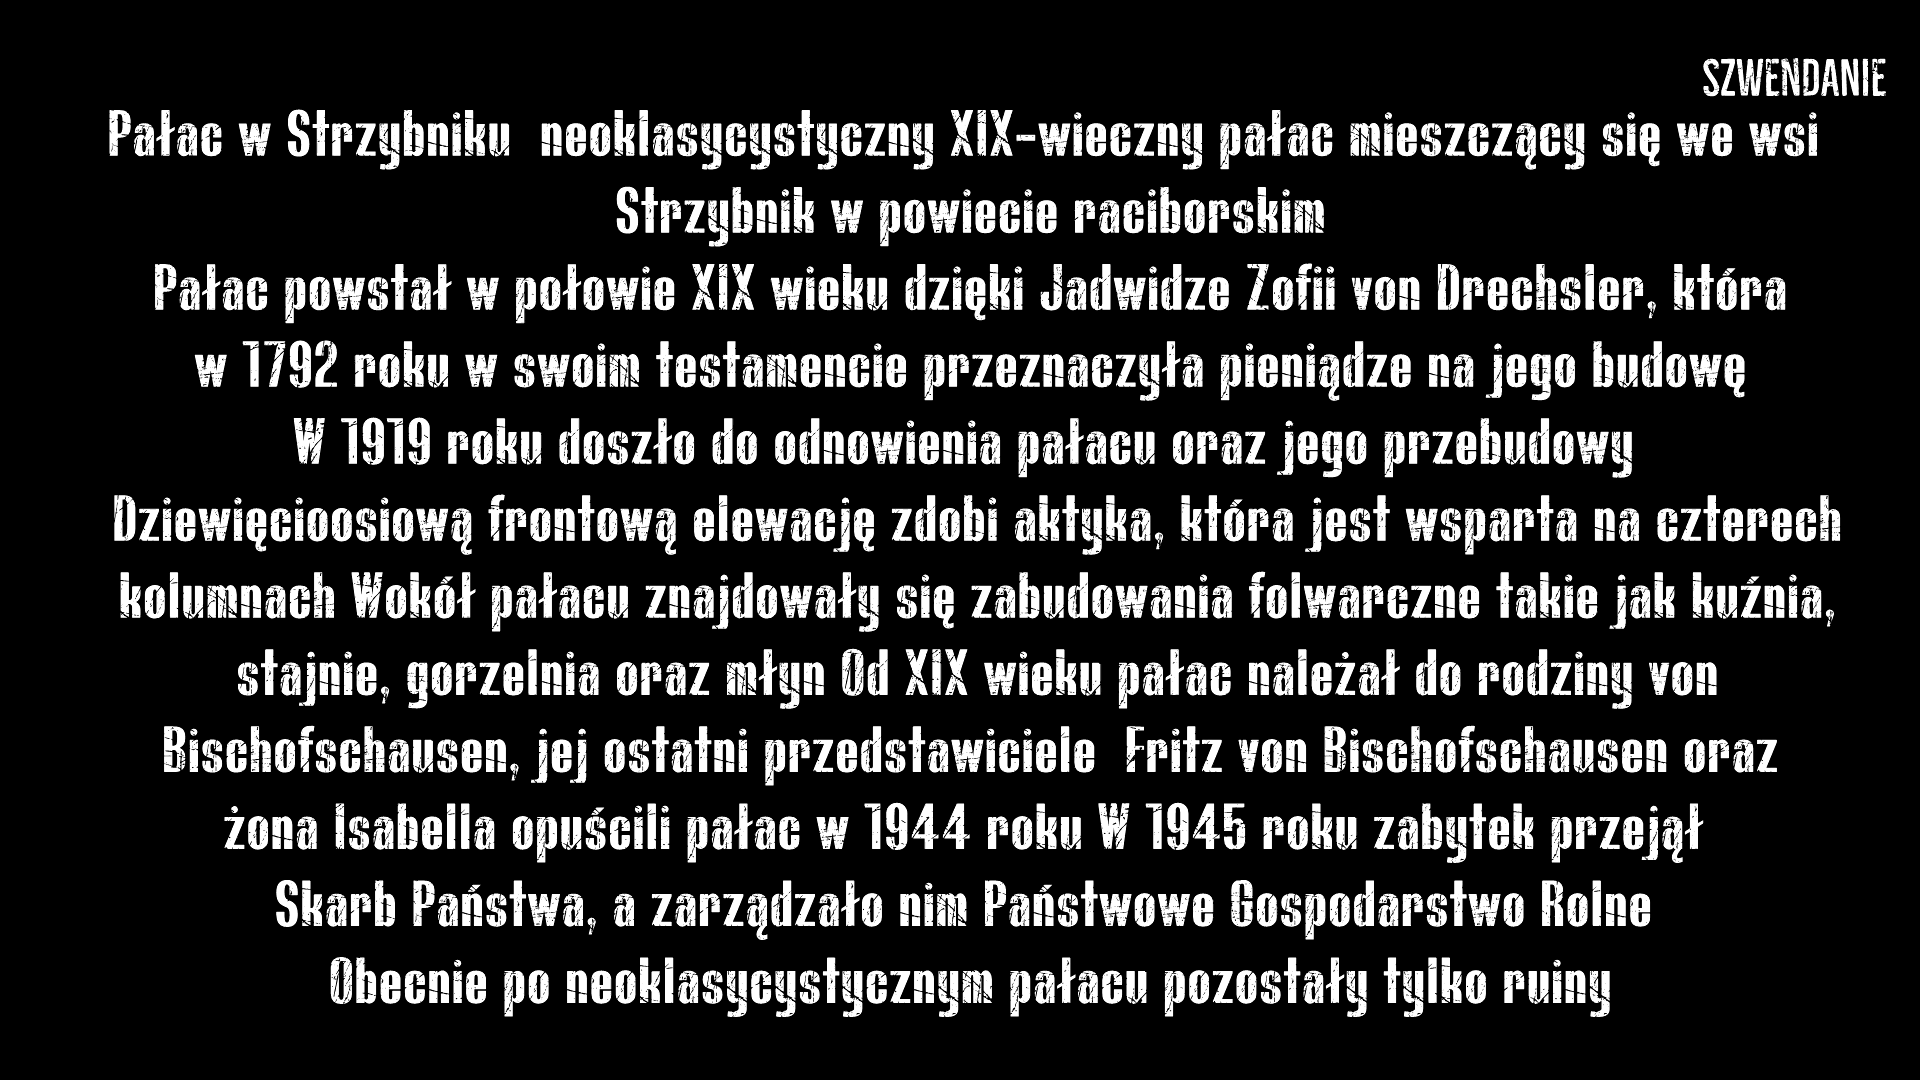 SZWENDANIE
Pałac w Strzybniku  neoklasycystyczny XIX-wieczny pałac mieszczący się we wsi
Strzybnik w powiecie raciborskim
Pałac powstał w połowie XIX wieku dzięki Jadwidze Zofii von Drechsler, która
w 1792 roku w swoim testamencie przeznaczyła pieniądze na jego budowę
W 1919 roku doszło do odnowienia pałacu oraz jego przebudowy
Dziewięcioosiową frontową elewację zdobi aktyka, która jest wsparta na czterech
kolumnach Wokół pałacu znajdowały się zabudowania folwarczne takie jak kuźnia,
stajnie, gorzelnia oraz młyn Od XIX wieku pałac należał do rodziny von
Bischofschausen, jej ostatni przedstawiciele  Fritz von Bischofschausen oraz
żona Isabella opuścili pałac w 1944 roku W 1945 roku zabytek przejął
Skarb Państwa, a zarządzało nim Państwowe Gospodarstwo Rolne
Obecnie po neoklasycystycznym pałacu pozostały tylko ruiny